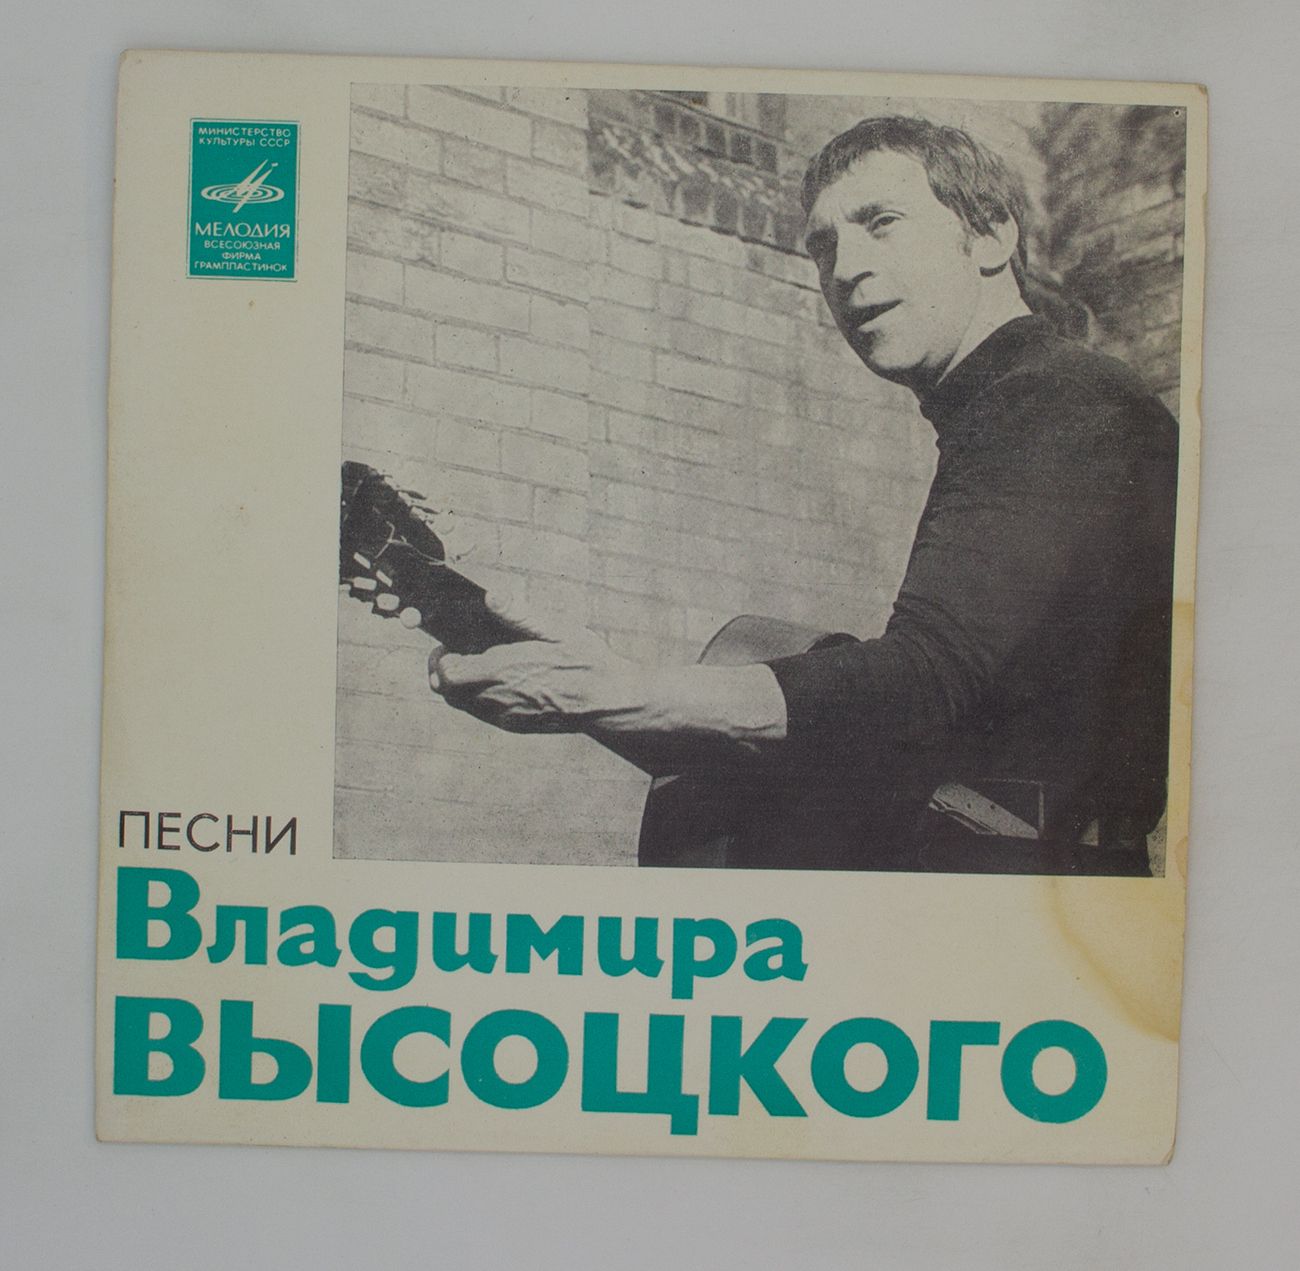 МИНИСТЕРСТВО
КУЛЬТУРЫ СССР
МЕЛОДИЯ
ВСЕСОЮЗНАЯ
ФИРМА
ГРАМПЛАСТИНОК
ПЕСНИ
Владимира
ВЫСОЦКОГО